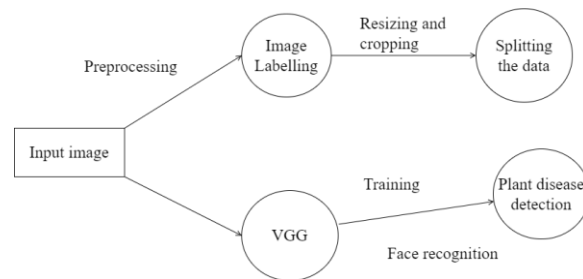 Preprocessing
Image
Labelling
Resizing and
cropping
Splitting
the data
Input image
VGG
Training
Face recognition
Plant disease
detection